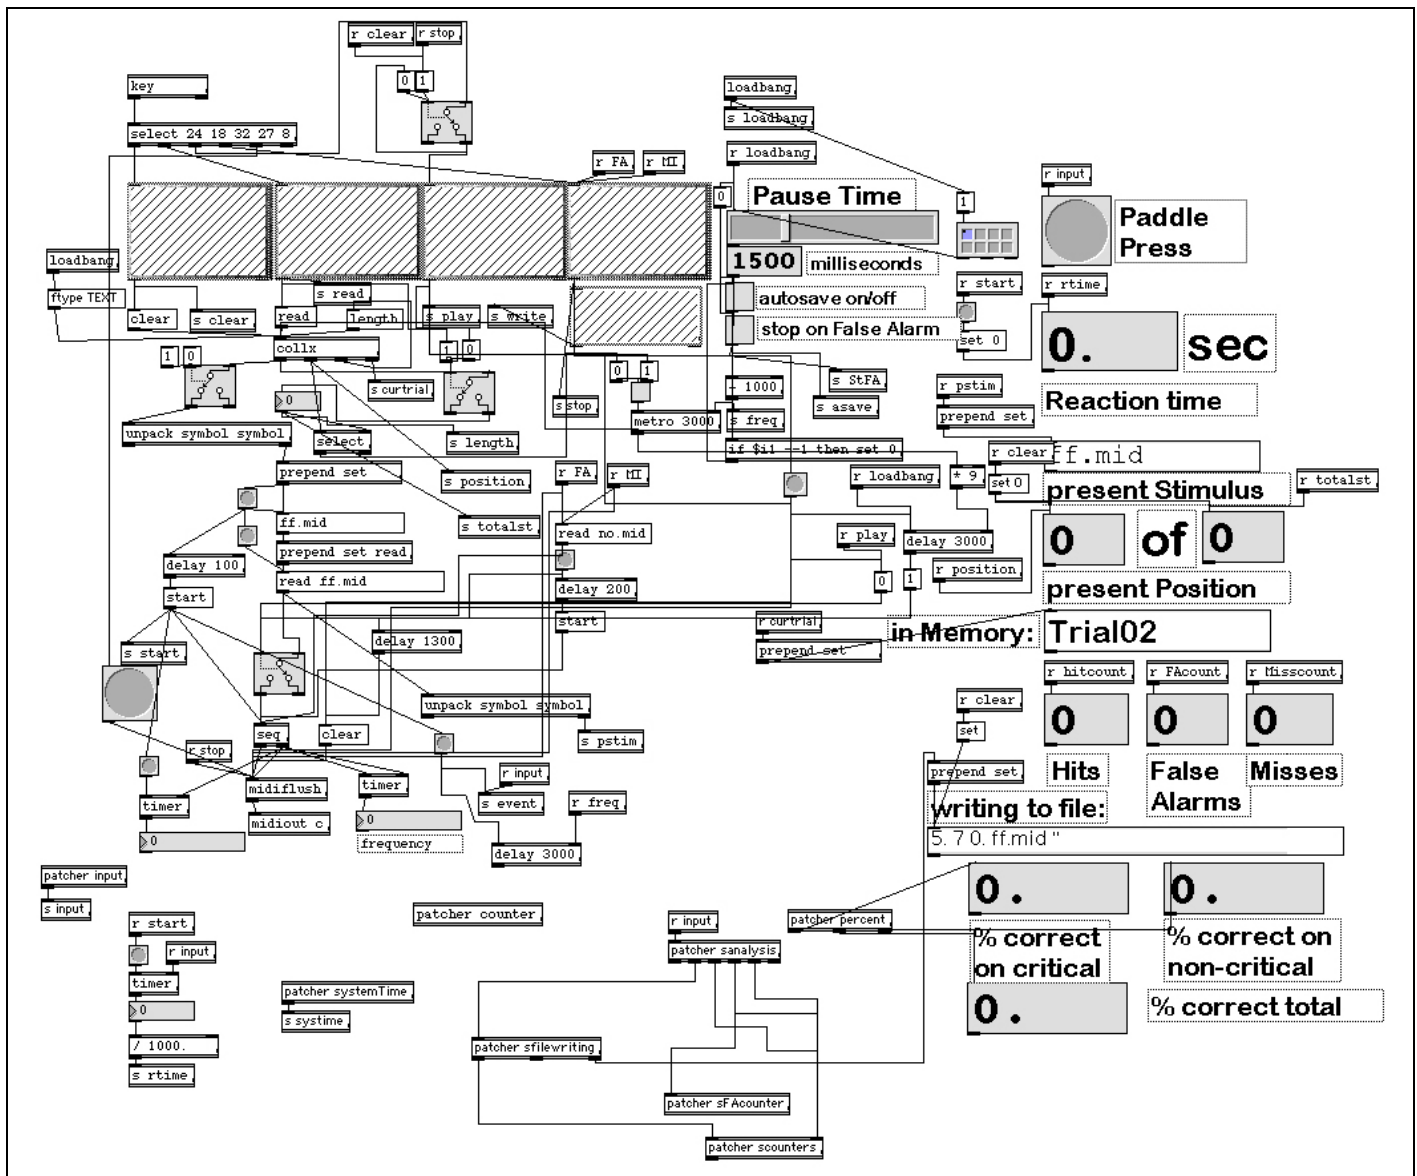 r clear
r stop
0
1
key
loadbang
s loadbang
select 24 18 32 27 8
r loadbang
r FA
r MI
r input
0
Pause Time
1
Paddle
Press
loadbang
1500
milliseconds
r start
r rtime
ftype TEXT
s read
autosave on/off
clear
s clear
read
length
s play
s write
stop on False Alarm
set 0
0.
sec
1
0
collx
1
0
s curtrial
0
1
s StFA
- 1000
r pstim
Reaction time
0
s stop
s asave
metro 3000
s freq
prepend set
unpack symbol symbol
select
s length
if $i1 --1 then set 0
r clear
ff.mid
prepend set
s position
r FA
r MI
r loadbang
* 9
set 0
present Stimulus
r totalst
ff.mid
s totalst
read no.mid
r play
delay 3000
0
of
0
prepend set read
delay 100
read ff.mid
delay 200
0
1
r position
present Position
start
start
r curtrial
in Memory:
Trial02
delay 1300
prepend set
s start
r hitcount
r FAcount
r Misscount
unpack symbol symbol
r clear
0
0
0
seq
clear
set
r stop
s pstim
Hits
False
Alarms
Misses
prepend set
r input
midiflush
timer
timer
s event
r freq
writing to file:
midiout c
0
5. 7 0. ff.mid "
0
frequency
delay 3000
patcher input
0.
0.
s input
r start
patcher counter
r input
patcher percent
% correct
on critical
% correct on
non-critical
r input
patcher sanalysis
timer
patcher systemTime
0
s systime
0.
% correct total
/ 1000.
patcher sfilewriting
s rtime
patcher sFAcounter
patcher scounters